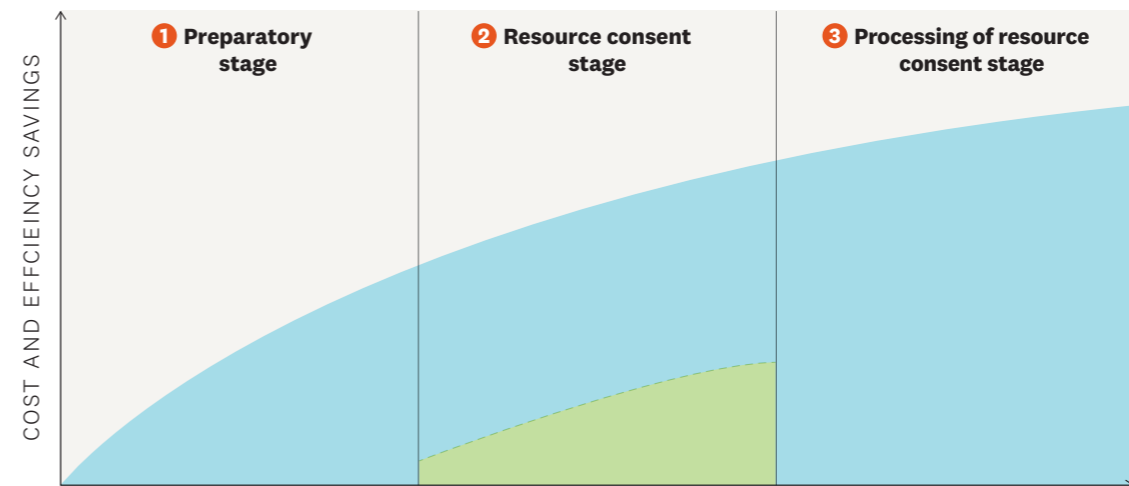 1 Preparatory
stage
2 Resource consent
stage
3 Processing of resource
consent stage
COST AND EFFCIEINCY SAVINGS